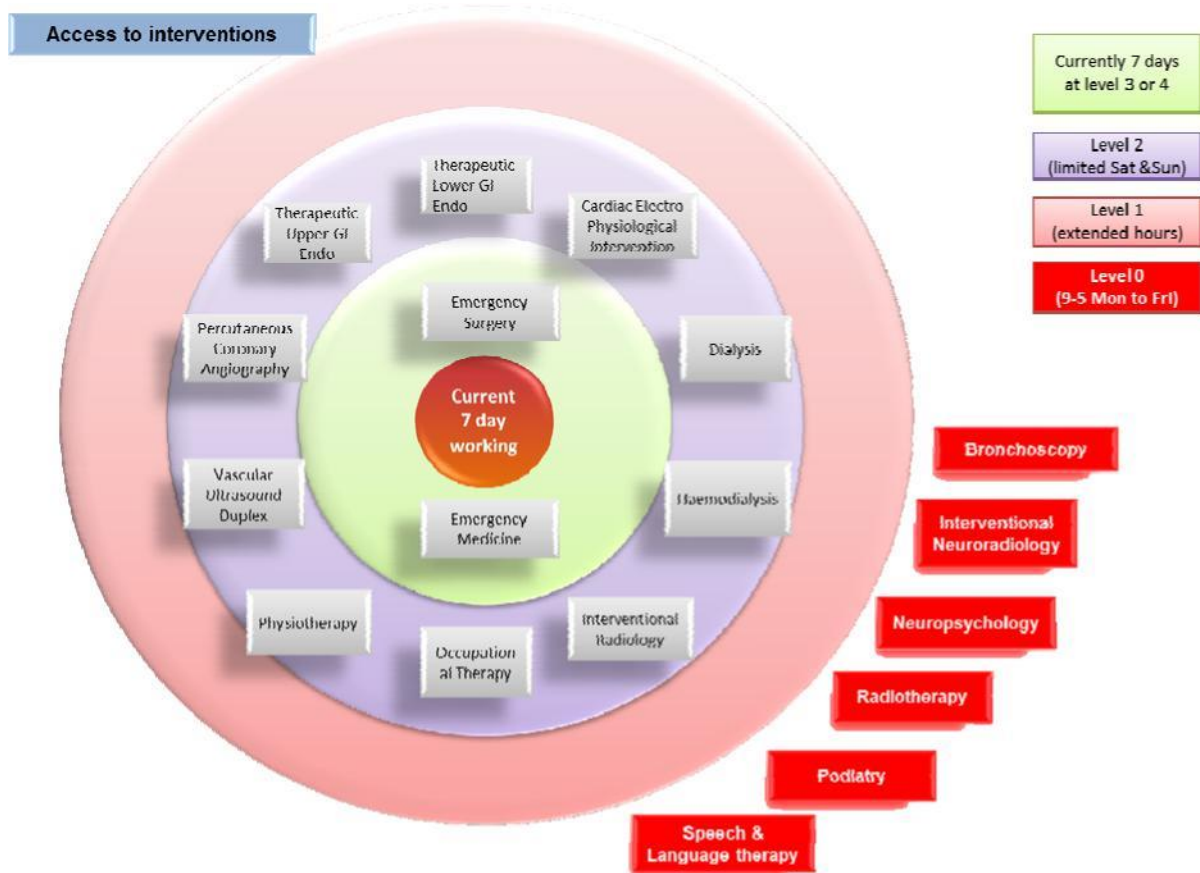 Access to interventions
Currently 7 days
at level 3 or 4
Level 2
(limited Sat &Sun)
Level 1
(extended hours)
Level 0
(9-5 Mon to Fri)
Therapeutic
Lower GI
Endo
Therapeutic
Upper GI
Endo
Cardiac Electro
Physiological
Intervention
Emergency
Surgery
Percutaneous
Coronary
Angiography
Dialysis
Current
7 day
working
Vascular
Ultrasound
Duplex
Haemodialysis
Emergency
Medicine
Physiotherapy
Occupation
al Therapy
Interventional
Radiology
Bronchoscopy
Interventional
Neuroradiology
Neuropsychology
Radiotherapy
Podiatry
Speech &
Language therapy